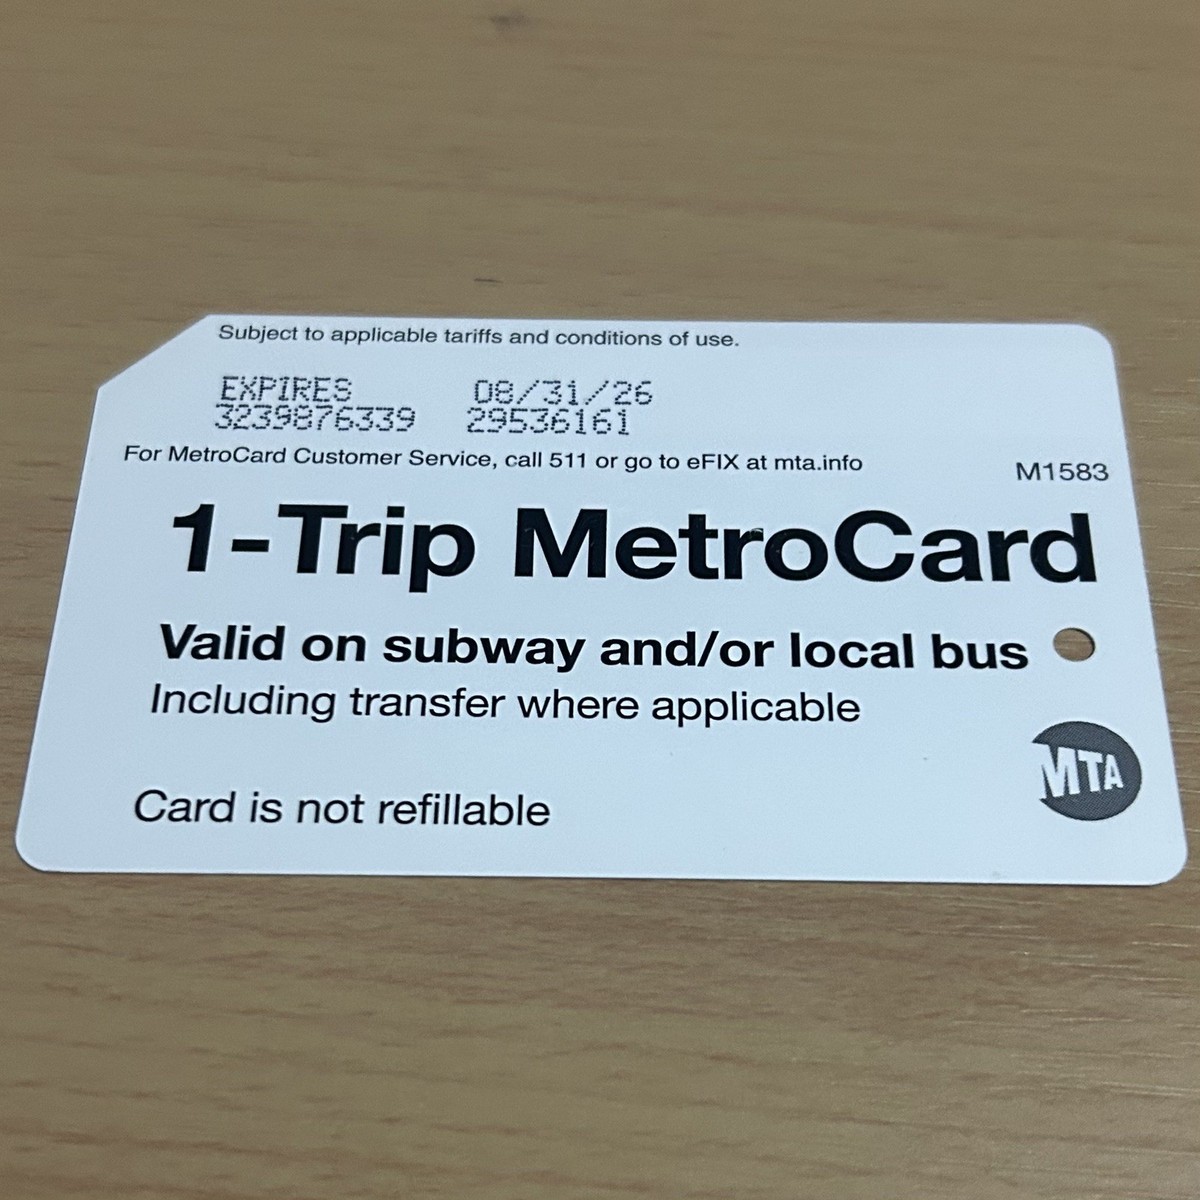 Subject to applicable tariffs and conditions of use.
EXPIRES 08/31/26
3239876339 29536161
For MetroCard Customer Service, call 511 or go to eFIX at mta.info
M1583
1-Trip MetroCard
Valid on subway and/or local bus
Including transfer where applicable
MTA
Card is not refillable